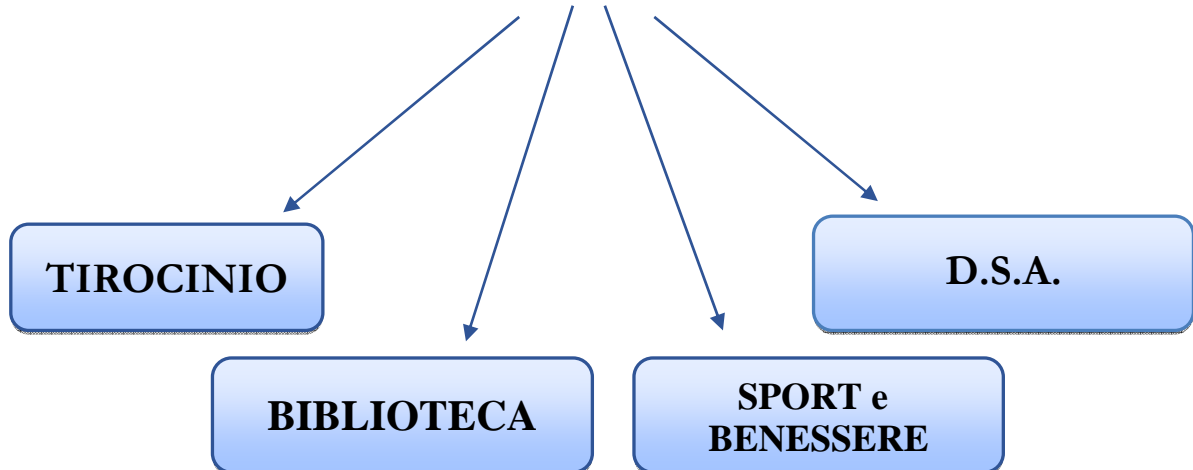 TIROCINIO
D.S.A.
BIBLIOTECA
SPORT e
BENESSERE